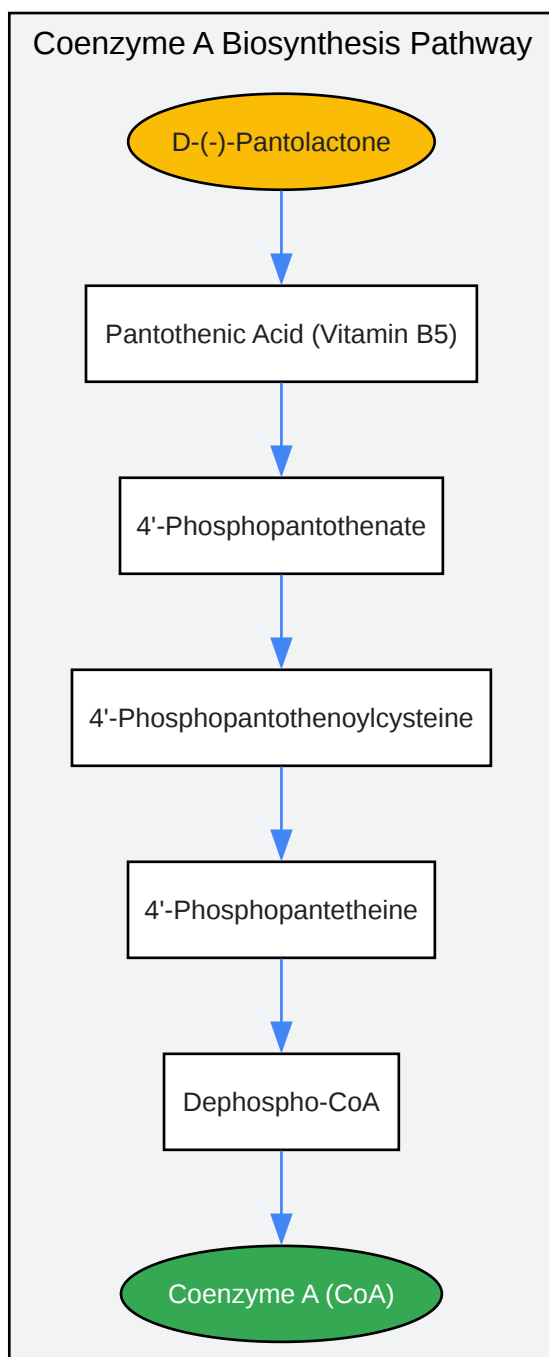 Coenzyme A Biosynthesis Pathway
D-(-)-Pantolactone
Pantothenic Acid (Vitamin B5)
4'-Phosphopantothenate
4'-Phosphopantothenoylcysteine
4'-Phosphopantetheine
Dephospho-CoA
Coenzyme A (CoA)